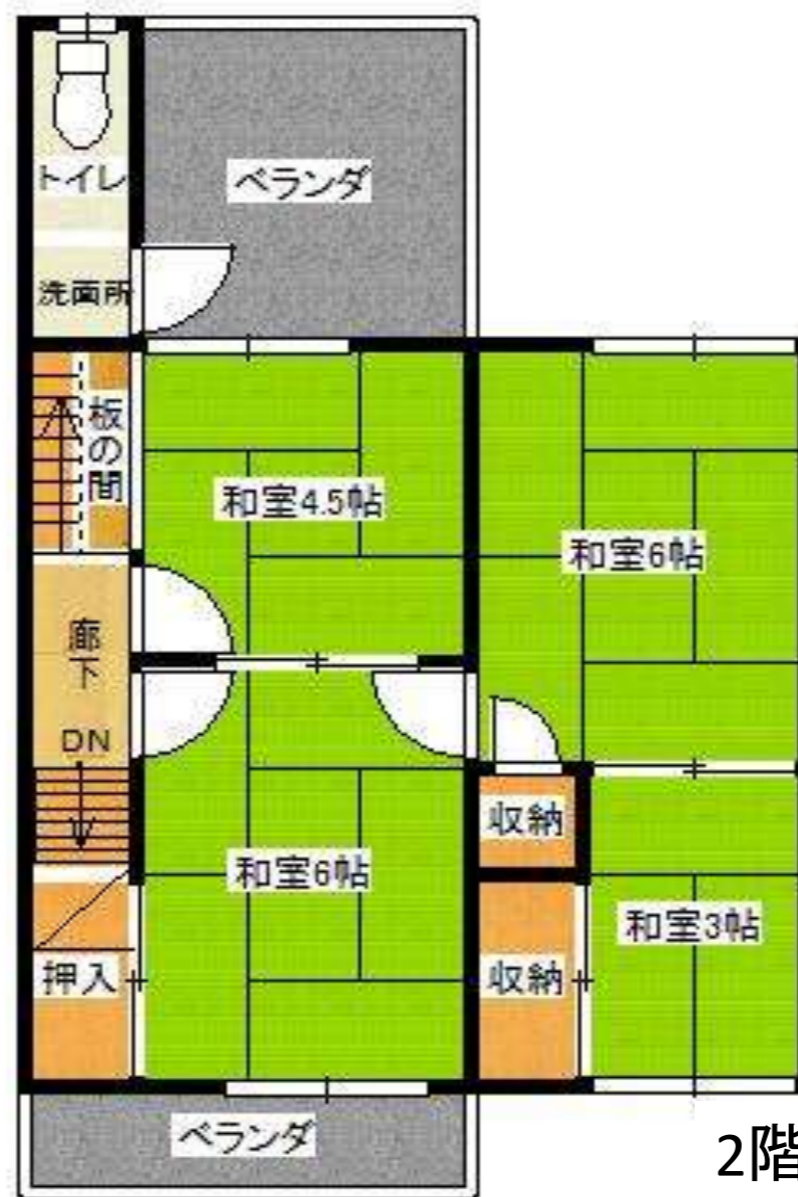 トイレ
ベランダ
洗面所
板の間
和室4.5帖
和室6帖
廊下
DN
収納
和室6帖
和室3帖
押入
収納
ベランダ
2階